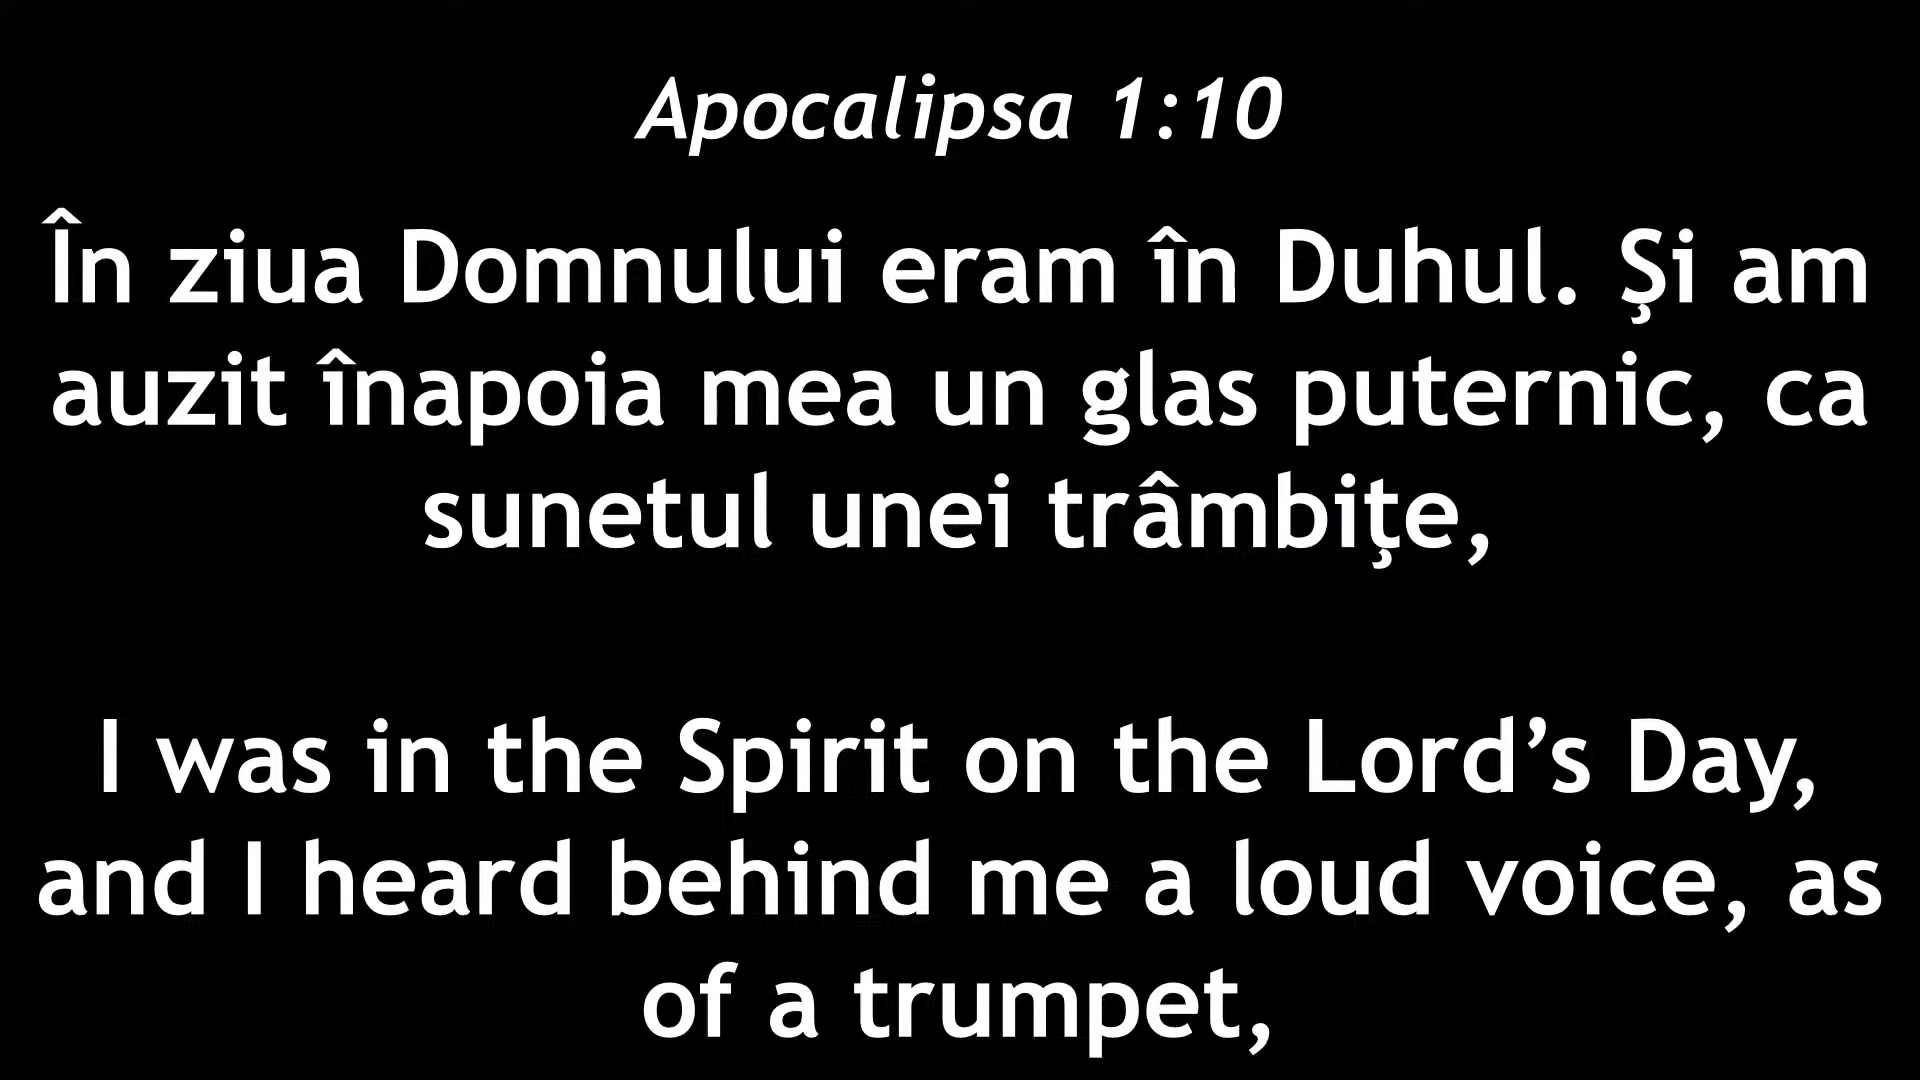 Apocalipsa 1:10
În ziua Domnului eram în Duhul. Şi am
auzit înapoia mea un glas puternic, ca
sunetul unei trâmbiţe,
I was in the Spirit on the Lord’s Day,
and I heard behind me a loud voice, as
of a trumpet,